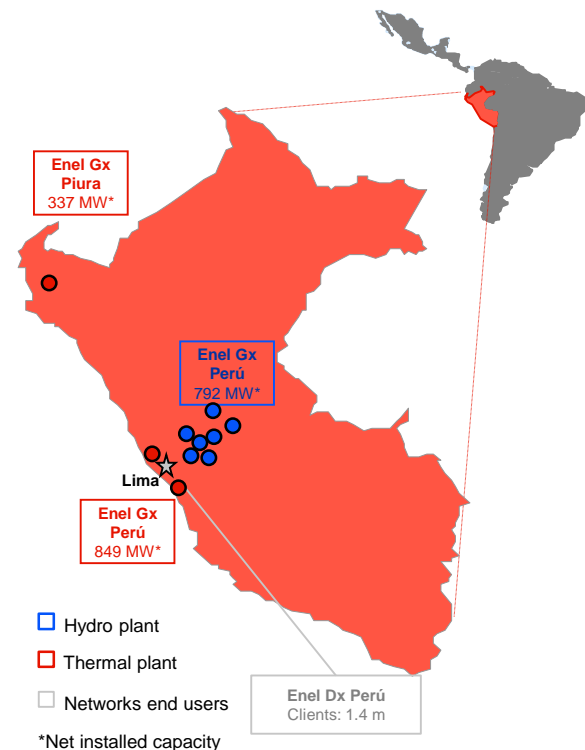 Enel Gx
Piura
337 MW*
Enel Gx
Perú
792 MW*
Lima
Enel Gx
Perú
849 MW*
Hydro plant
Thermal plant
Networks end users
*Net installed capacity
Enel Dx Perú
Clients: 1.4 m